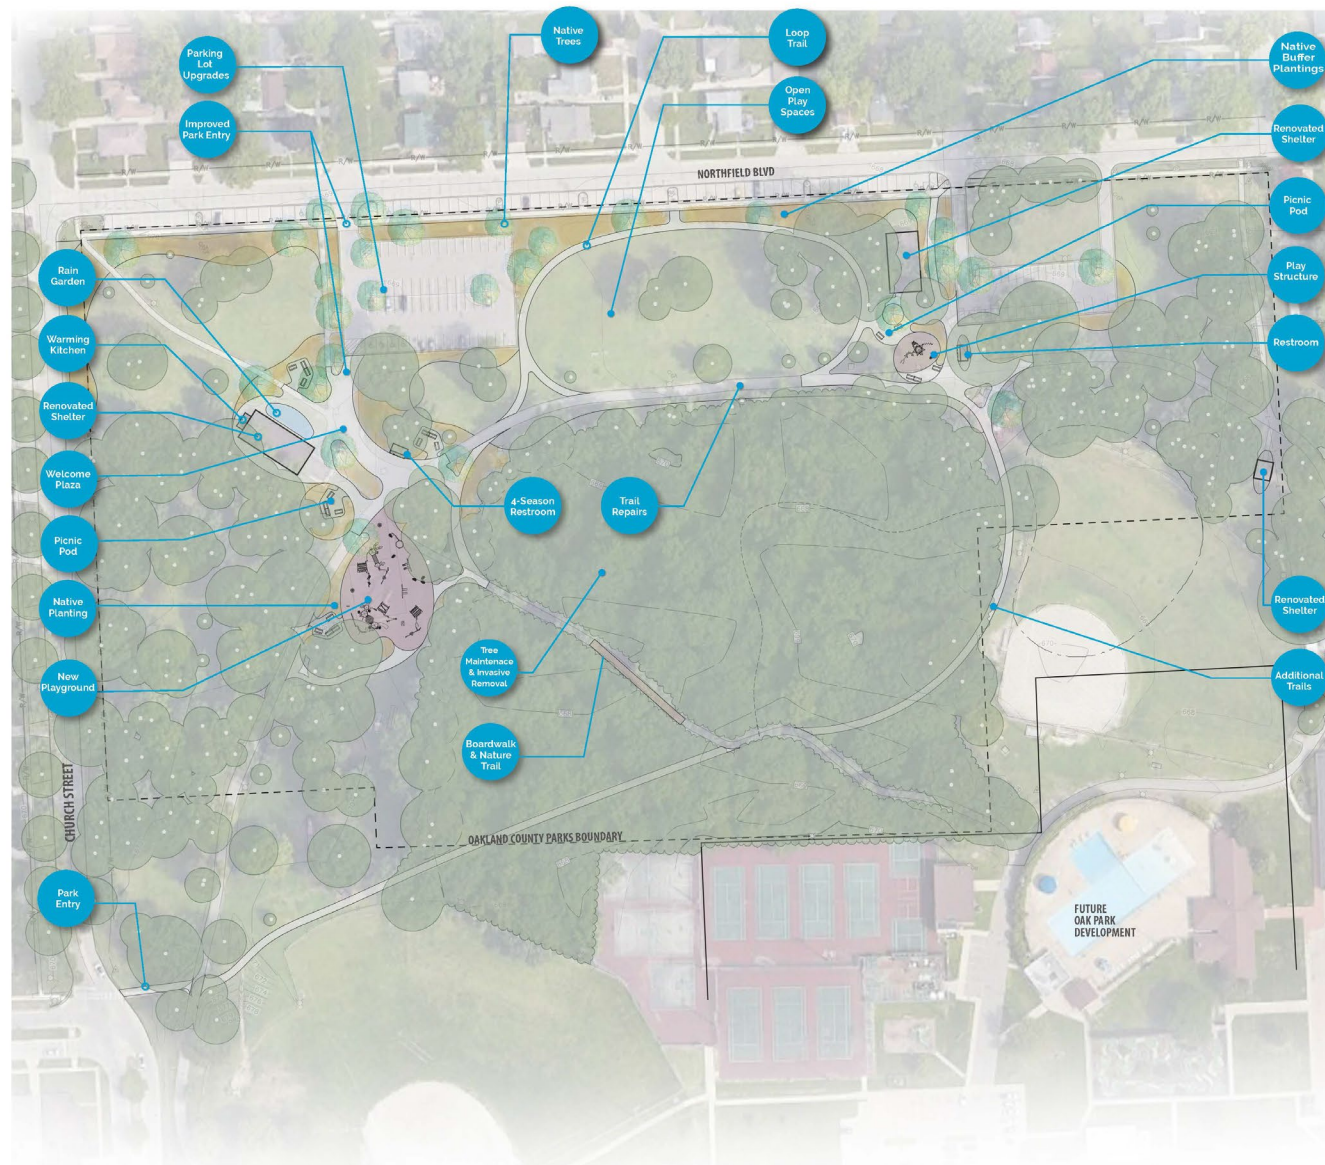 Native
Trees
Loop
Trail
Parking
Lot
Upgrades
Native
Buffer
Plantings
Open
Play
Spaces
Improved
Park Entry
Renovated
Shelter
R/W
R/W
R/W
R/W
R/W
R/W
R/W
R/W
NORTHFIELD BLVD
Picnic
Pod
Rain
Garden
Play
Structure
Warming
Kitchen
Restroom
Renovated
Shelter
Welcome
Plaza
4-Season
Restroom
Trail
Repairs
Picnic
Pod
Native
Planting
Renovated
Shelter
Tree
Maintenace
& Invasive
Removal
New
Playground
Additional
Trails
Boardwalk
& Nature
Trail
CHURCH STREET
OAKLAND COUNTY PARKS BOUNDARY
Park
Entry
FUTURE
OAK PARK
DEVELOPMENT